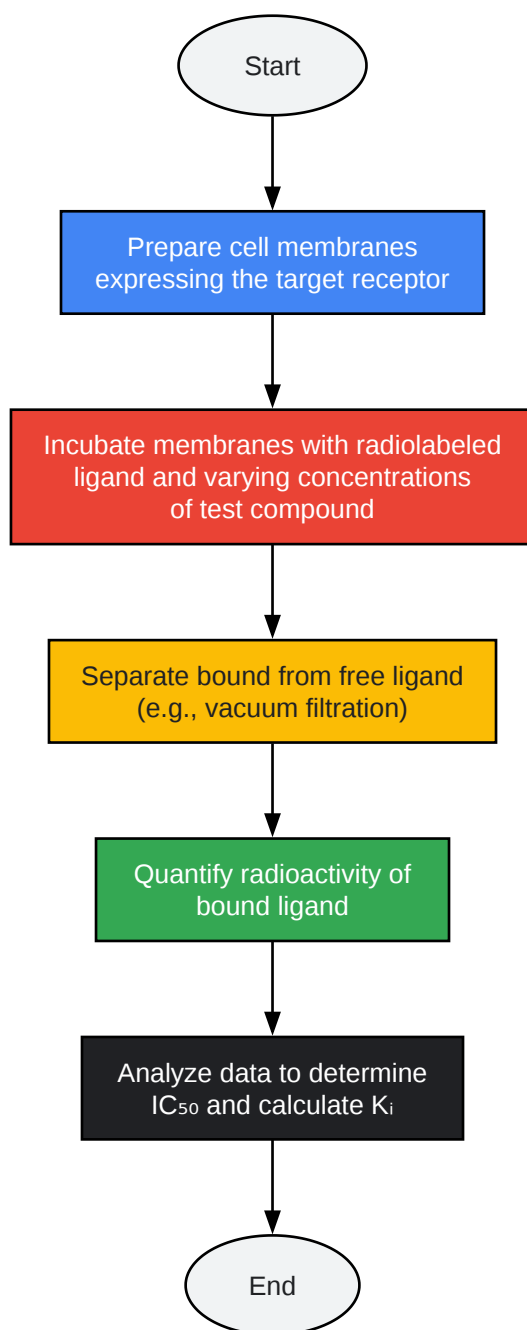 Start
Prepare cell membranes
expressing the target receptor
Incubate membranes with radiolabeled
ligand and varying concentrations
of test compound
Separate bound from free ligand
(e.g., vacuum filtration)
Quantify radioactivity of
bound ligand
Analyze data to determine
IC₅₀ and calculate Kᵢ
End